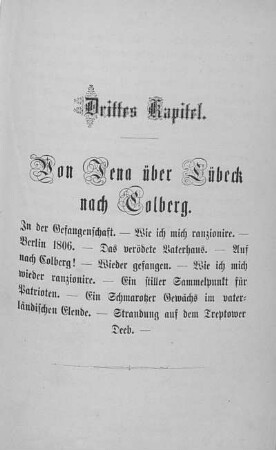 Drittes Kapitel.
Von Jena über Lübeck
nach Colberg.
In der Gefangenschaft. — Wie ich mich ranzionire. —
Berlin 1806. — Das verödete Vaterhaus. — Auf
nach Colberg! — Wieder gefangen. — Wie ich mich
wieder ranzionire. — Ein stiller Sammelpunkt für
Patrioten. — Ein Schmarotzer Gewächs im vater-
ländischen Elende. — Strandung auf dem Treptower
Deeb. —